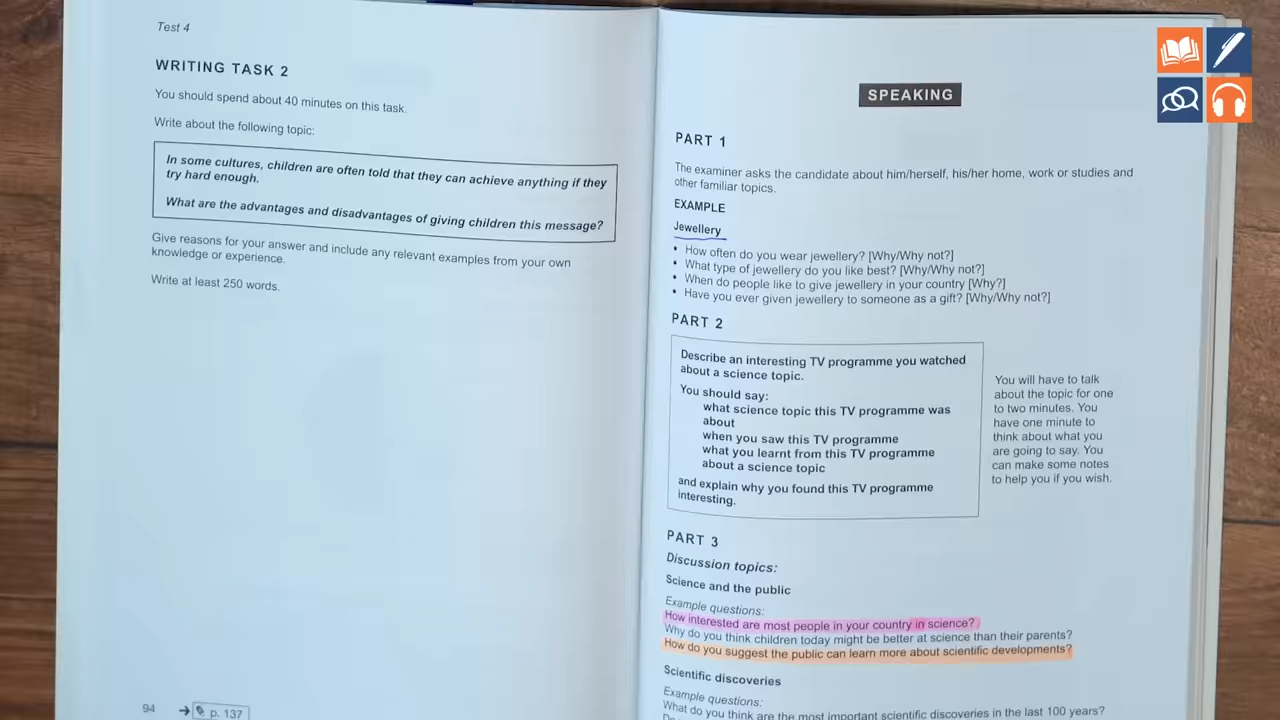 Test 4
WRITING TASK 2
You should spend about 40 minutes on this task.
Write about the following topic:
In some cultures, children are often told that they can achieve anything if they
try hard enough.
What are the advantages and disadvantages of giving children this message?
Give reasons for your answer and include any relevant examples from your own
knowledge or experience.
Write at least 250 words.
94
p. 137
SPEAKING
PART 1
The examiner asks the candidate about him/herself, his/her home, work or studies and
other familiar topics.
EXAMPLE
Jewellery
• How often do you wear jewellery? [Why/Why not?]
• What type of jewellery do you like best? [Why/Why not?]
• When do people like to give jewellery in your country [Why?]
• Have you ever given jewellery to someone as a gift? [Why/Why not?]
PART 2
Describe an interesting TV programme you watched
about a science topic.
You should say:
what science topic this TV programme was
about
when you saw this TV programme
what you learnt from this TV programme
about a science topic
and explain why you found this TV programme
interesting.
You will have to talk
about the topic for one
to two minutes. You
have one minute to
think about what you
are going to say. You
can make some notes
to help you if you wish.
PART 3
Discussion topics:
Science and the public
Example questions:
How interested are most people in your country in science?
Why do you think children today might be better at science than their parents?
How do you suggest the public can learn more about scientific developments?
Scientific discoveries
Example questions:
What do you think are the most important scientific discoveries in the last 100 years?